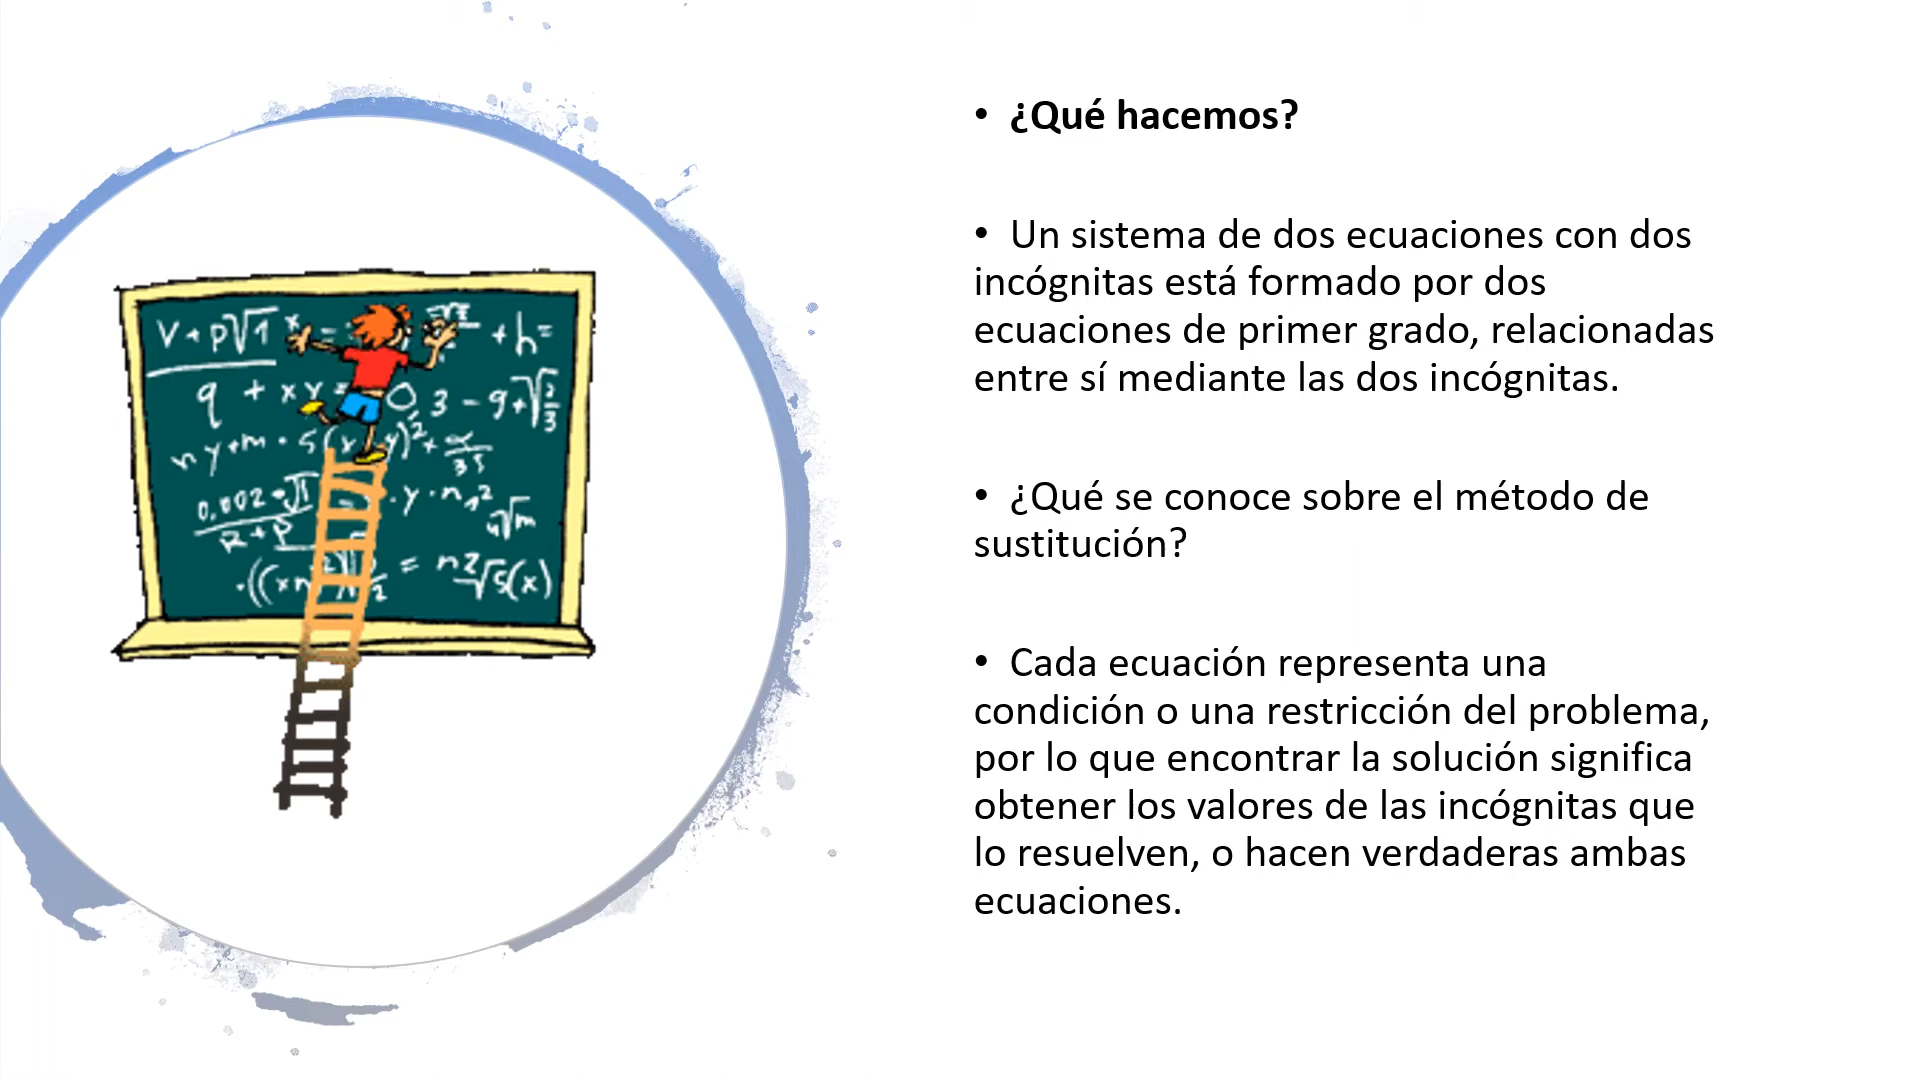 • ¿Qué hacemos?
• Un sistema de dos ecuaciones con dos
incógnitas está formado por dos
ecuaciones de primer grado, relacionadas
entre sí mediante las dos incógnitas.
• ¿Qué se conoce sobre el método de
sustitución?
• Cada ecuación representa una
condición o una restricción del problema,
por lo que encontrar la solución significa
obtener los valores de las incógnitas que
lo resuelven, o hacen verdaderas ambas
ecuaciones.